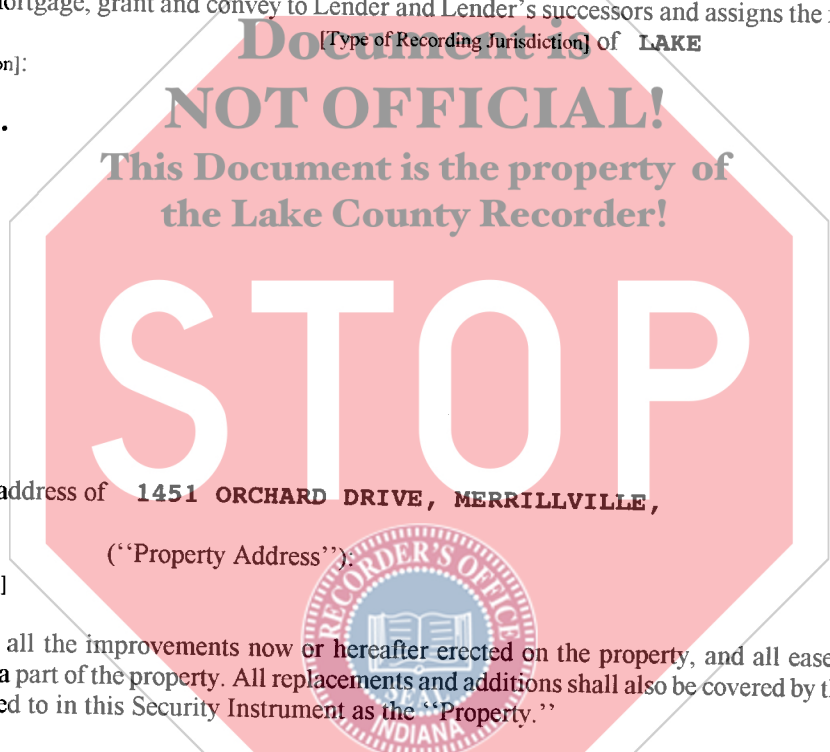 ortgage, grant and convey to Lender and Lender's successors and assigns the
Document is
[Type of Recording Jurisdiction] of LAKE
on]:
NOT OFFICIAL!
.
This Document is the property of
the Lake County Recorder!
STOP
address of 1451 ORCHARD DRIVE, MERRILLVILLE,
(‘‘Property Address’’):
]
RECORDER'S OFFICE
all the improvements now or hereafter erected on the property, and all ease
a part of the property. All replacements and additions shall also be covered by th
SEAL
ed to in this Security Instrument as the ‘‘Property.’’
INDIANA